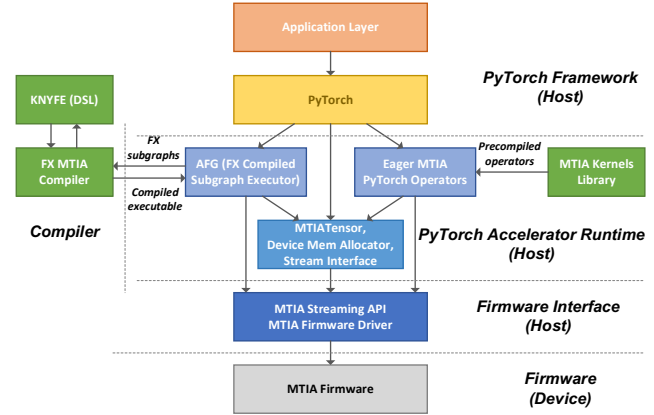 Application Layer
PyTorch Framework
(Host)
KNYFE (DSL)
PyTorch
FX
subgraphs
Precompiled
operators
FX MTIA
Compiler
AFG (FX Compiled
Subgraph Executor)
Eager MTIA
PyTorch Operators
MTIA Kernels
Library
Compiled
executable
Compiler
MTIATensor,
Device Mem Allocator,
Stream Interface
PyTorch Accelerator Runtime
(Host)
MTIA Streaming API
MTIA Firmware Driver
Firmware Interface
(Host)
MTIA Firmware
Firmware
(Device)